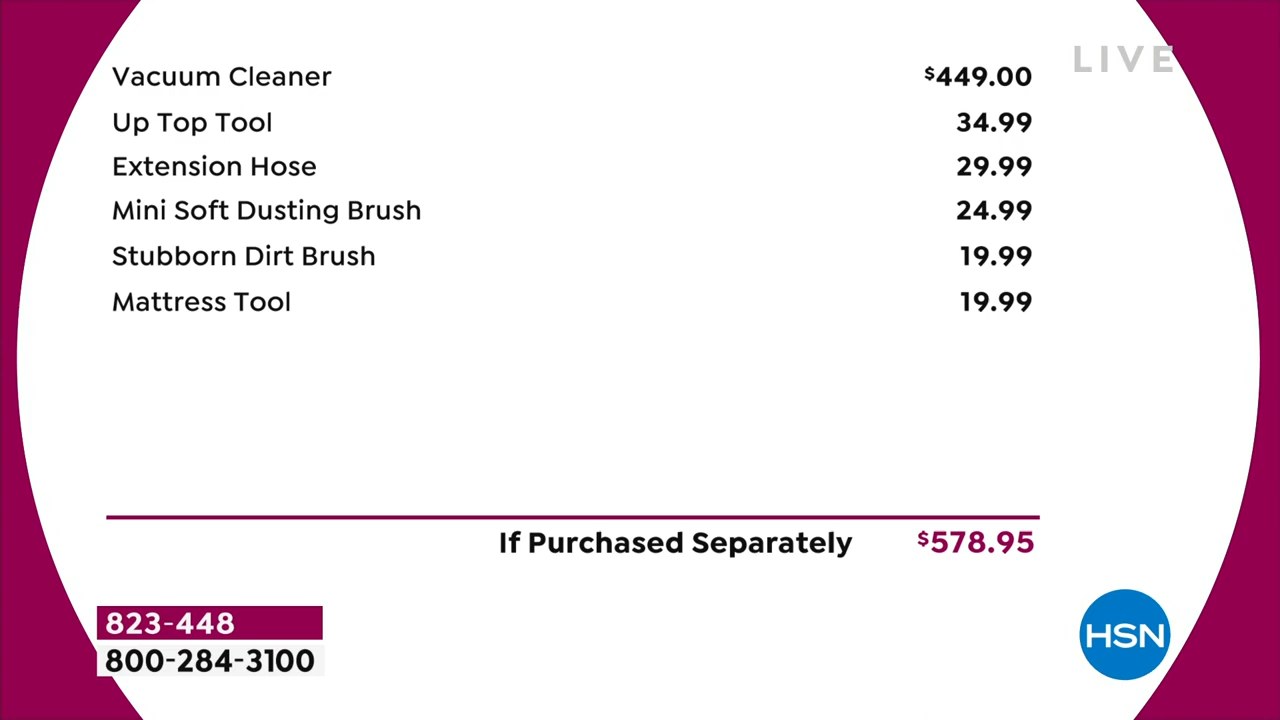 LIVE
Vacuum Cleaner $449.00
Up Top Tool 34.99
Extension Hose 29.99
Mini Soft Dusting Brush 24.99
Stubborn Dirt Brush 19.99
Mattress Tool 19.99
If Purchased Separately $578.95
823-448
800-284-3100
HSN